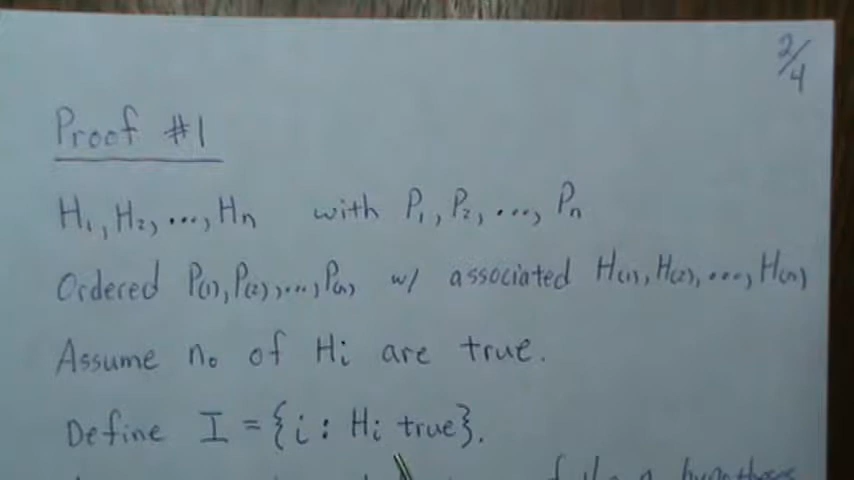 2/4
Proof #1
H₁, H₂, ..., Hn with P₁, P₂, ..., Pn
Ordered P(1), P(2), ..., P(n) w/ associated H(1), H(2), ..., H(n)
Assume n₀ of Hi are true.
Define I = {i : Hi true}.
hypothesis